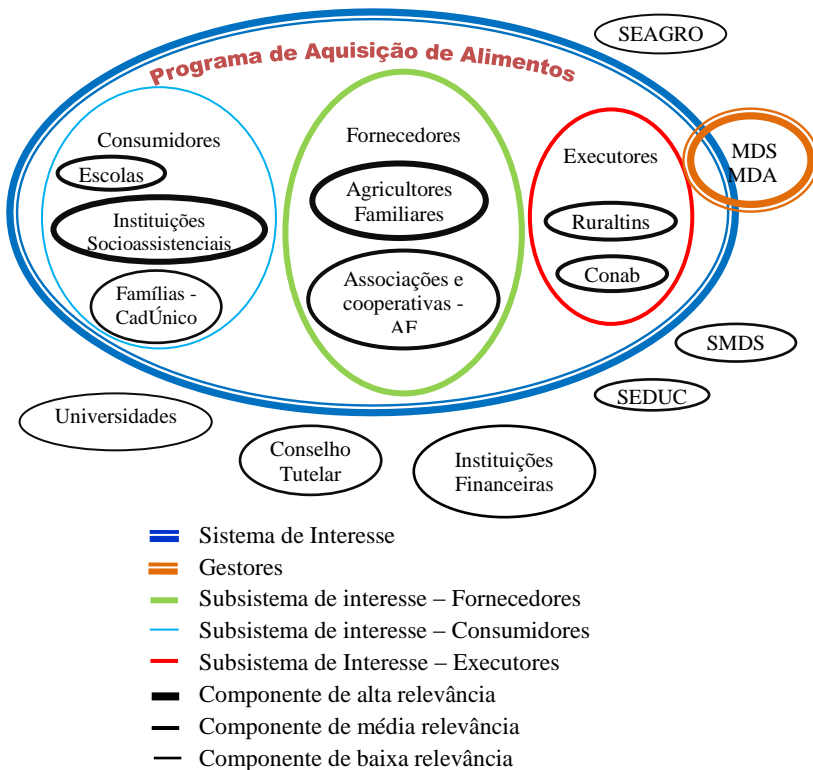 SEAGRO
Programa de Aquisição de Alimentos
Consumidores
Escolas
Instituições
Socioassistenciais
Famílias -
CadÚnico
Fornecedores
Agricultores
Familiares
Associações e
cooperativas -
AF
Executores
Ruraltins
Conab
MDS
MDA
SMDS
SEDUC
Universidades
Conselho
Tutelar
Instituições
Financeiras
Sistema de Interesse
Gestores
Subsistema de interesse – Fornecedores
Subsistema de interesse – Consumidores
Subsistema de Interesse – Executores
Componente de alta relevância
Componente de média relevância
Componente de baixa relevância